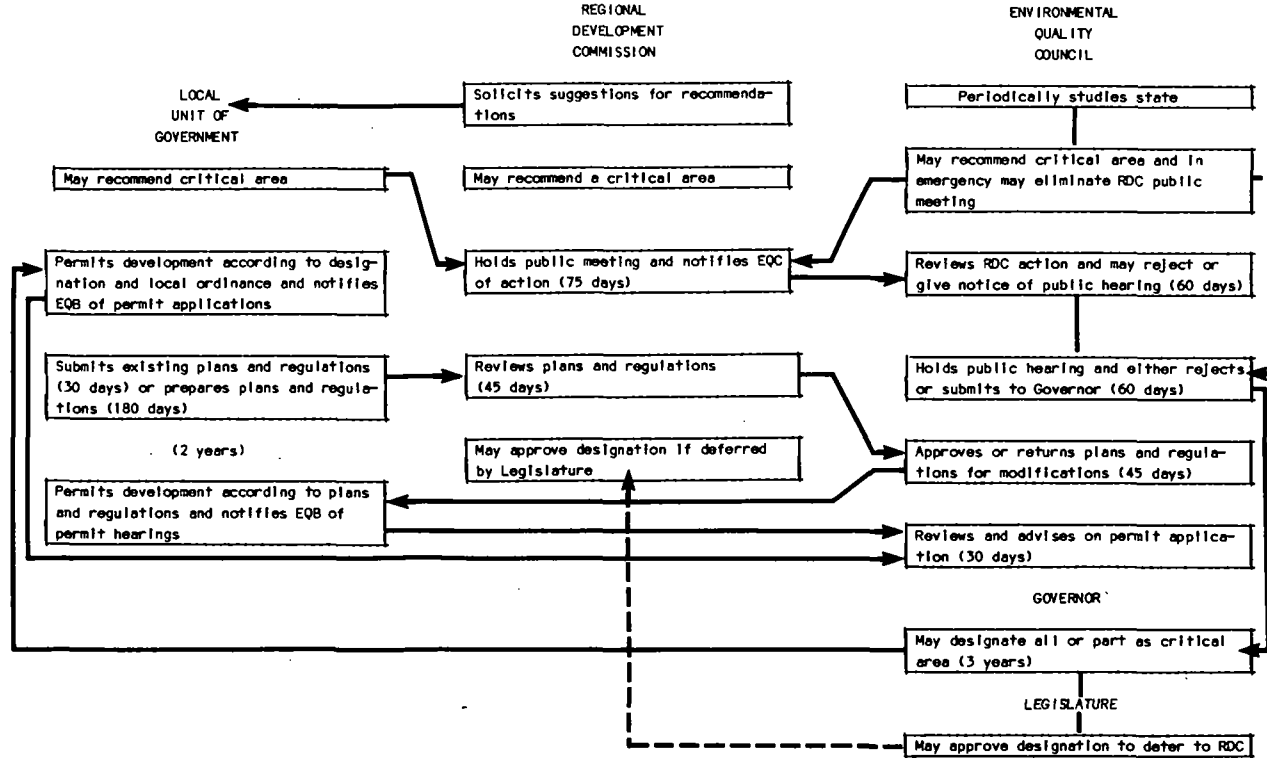 REGIONAL
DEVELOPMENT
COMMISSION
ENVIRONMENTAL
QUALITY
COUNCIL
LOCAL
UNIT OF
GOVERNMENT
Solicits suggestions for recommenda-
tions
Periodically studies state
May recommend critical area
May recommend a critical area
May recommend critical area and in
emergency may eliminate RDC public
meeting
Permits development according to desig-
nation and local ordinance and notifies
EQB of permit applications
Holds public meeting and notifies EQC
of action (75 days)
Reviews RDC action and may reject or
give notice of public hearing (60 days)
Submits existing plans and regulations
(30 days) or prepares plans and regula-
tions (180 days)
Reviews plans and regulations
(45 days)
Holds public hearing and either rejects
or submits to Governor (60 days)
(2 years)
May approve designation if deferred
by Legislature
Approves or returns plans and regula-
tions for modifications (45 days)
Permits development according to plans
and regulations and notifies EQB of
permit hearings
Reviews and advises on permit applica-
tion (30 days)
GOVERNOR
May designate all or part as critical
area (3 years)
LEGISLATURE
May approve designation to deter to RDC